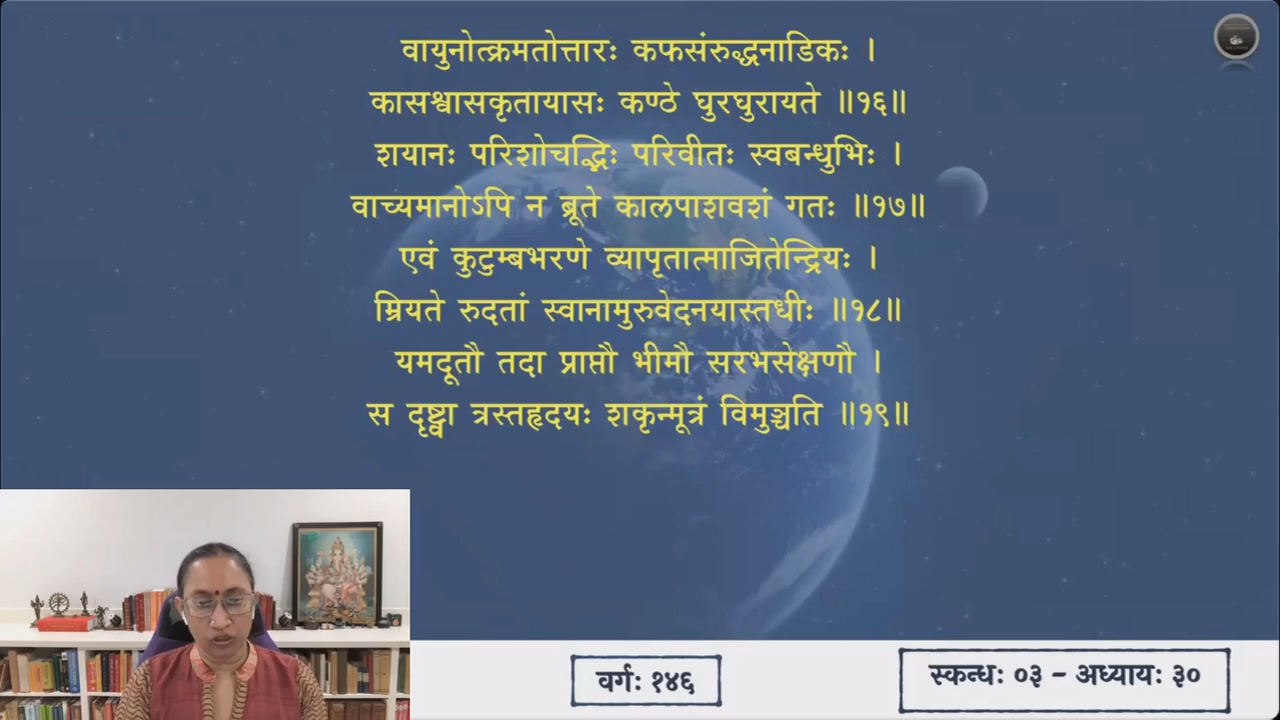 वायुनोत्क्रमतोत्तारः कफसंरुद्धनाडिकः ।
कासश्वासकृतायासः कण्ठे घुरघुरायते ॥१६॥
शयानः परिशोचद्भिः परिवीतः स्वबन्धुभिः ।
वाच्यमानोऽपि न ब्रूते कालपाशवशं गतः ॥१७॥
एवं कुटुम्बभरणे व्यापृतात्माजितेन्द्रियः ।
म्रियते रुदतां स्वानामुरुवेदनयास्तधीः ॥१८॥
यमदूतौ तदा प्राप्तौ भीमौ सरभसेक्षणौ ।
स दृष्ट्वा त्रस्तहृदयः शकृन्मूत्रं विमुञ्चति ॥१९॥
वर्गः १४६
स्कन्धः ०३ - अध्यायः ३०